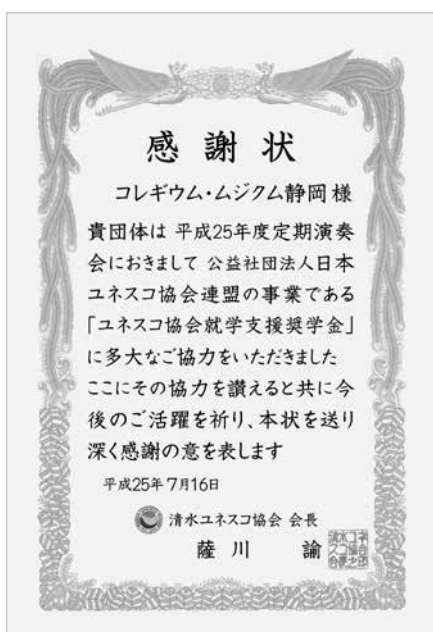 感謝状
コレギウム・ムジクム静岡様
貴団体は 平成25年度定期演奏
会におきまして 公益社団法人日本
ユネスコ協会連盟の事業である
「ユネスコ協会就学支援奨学金」
に多大なご協力をいただきました
ここにその協力を讃えると共に今
後のご活躍を祈り、本状を送り
深く感謝の意を表します
平成25年7月16日
清水ユネスコ協会 会長
薩川 諭